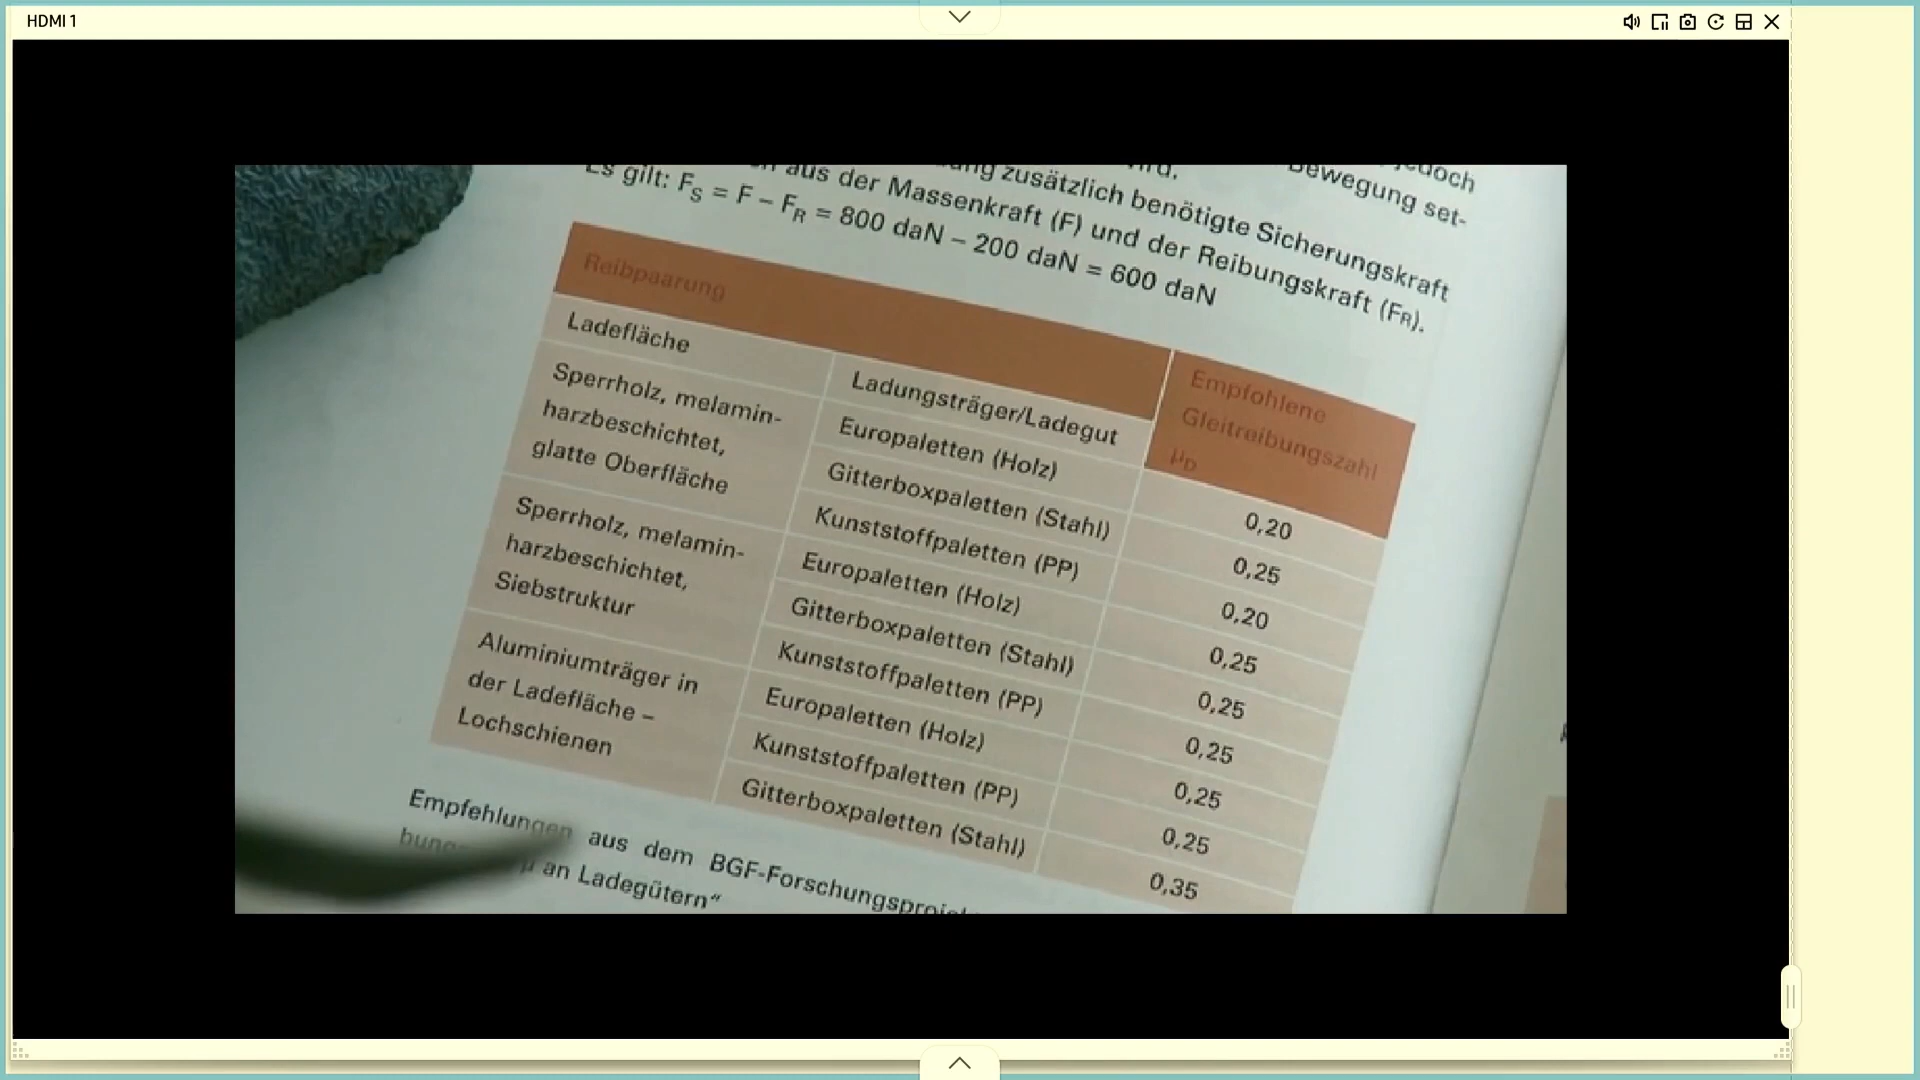 HDMI 1
jedoch
wird. Bewegung set-
zusätzlich benötigte Sicherungskraft
aus der Massenkraft (F) und der Reibungskraft (FR).
Es gilt: FS = F – FR = 800 daN – 200 daN = 600 daN
Reibpaarung
Empfohlene
Gleitreibungszahl
μD
Ladefläche
Ladungsträger/Ladegut
Sperrholz, melamin-
harzbeschichtet,
glatte Oberfläche
Europaletten (Holz) 0,20
Gitterboxpaletten (Stahl) 0,25
Kunststoffpaletten (PP) 0,20
Sperrholz, melamin-
harzbeschichtet,
Siebstruktur
Europaletten (Holz) 0,25
Gitterboxpaletten (Stahl) 0,25
Kunststoffpaletten (PP) 0,25
Aluminiumträger in
der Ladefläche –
Lochschienen
Europaletten (Holz) 0,25
Kunststoffpaletten (PP) 0,25
Gitterboxpaletten (Stahl) 0,35
Empfehlungen aus dem BGF-Forschungsprojekt
μ an Ladegütern“